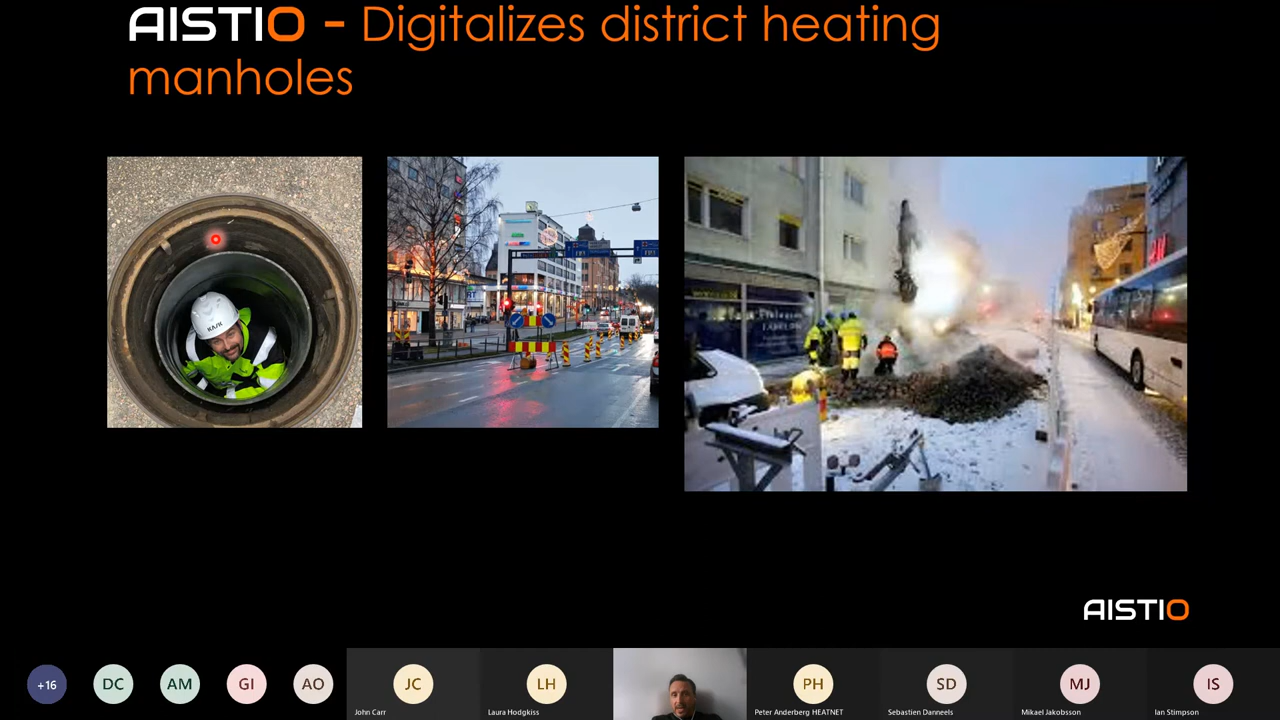 AISTIO - Digitalizes district heating
manholes
KASK
AISTIO
+16
DC
AM
GI
AO
JC
LH
PH
SD
MJ
IS
John Carr
Laura Hodgkiss
Peter Anderberg HEATNET
Sebastien Danneels
Mikael Jakobsson
Ian Stimpson